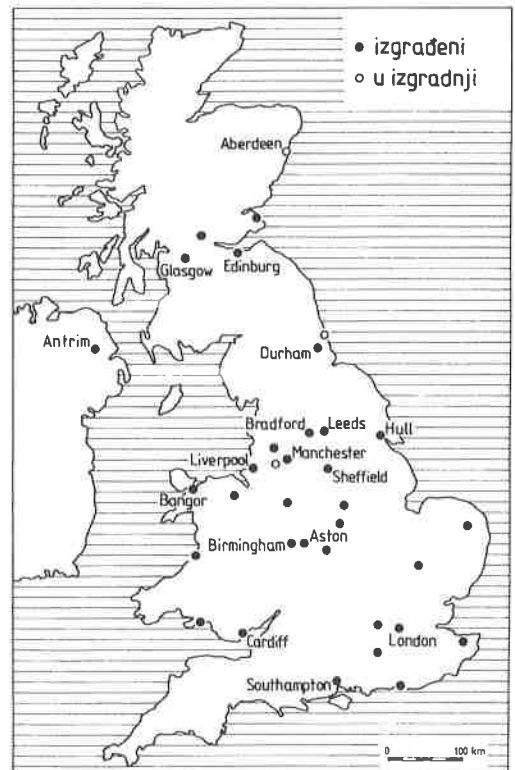 izgrađeni
u izgradnji
Aberdeen
Glasgow
Edinburg
Antrim
Durham
Bradford
Leeds
Hull
Manchester
Liverpool
Sheffield
Bangor
Aston
Birmingham
Cardiff
London
Southampton
0 100 km